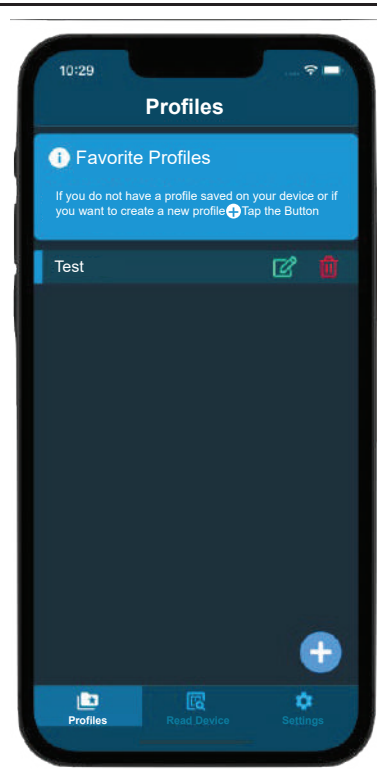 10:29
Profiles
Favorite Profiles
If you do not have a profile saved on your device or if
you want to create a new profile Tap the Button
Test
Profiles
Read Device
Settings